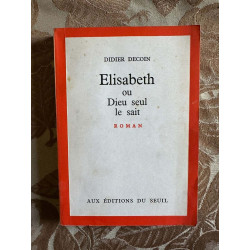 DIDIER DECOIN
Elisabeth
ou
Dieu seul
le sait
ROMAN
AUX EDITIONS DU SEUIL